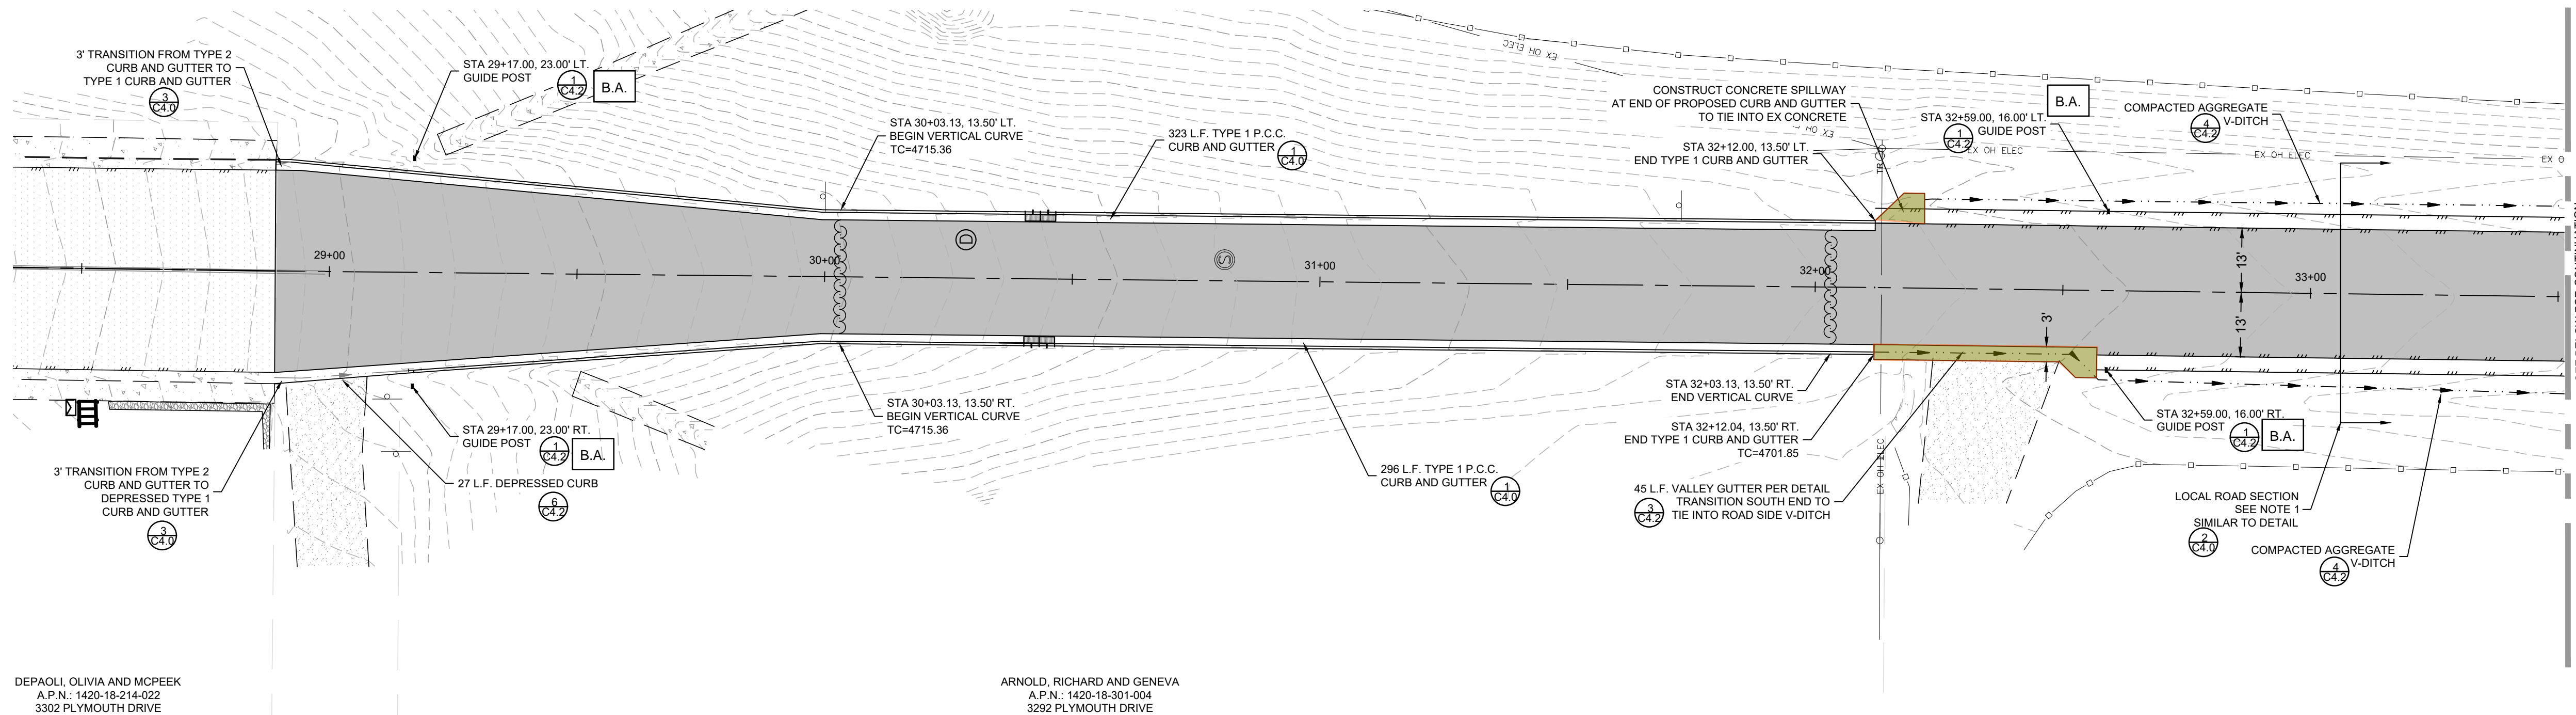 3' TRANSITION FROM TYPE 2
CURB AND GUTTER TO
TYPE 1 CURB AND GUTTER
3
C4.0
STA 29+17.00, 23.00' LT.
GUIDE POST
1
C4.2
B.A.
STA 30+03.13, 13.50' LT.
BEGIN VERTICAL CURVE
TC=4715.36
323 L.F. TYPE 1 P.C.C.
CURB AND GUTTER
1
C4.0
EX OH ELEC
CONSTRUCT CONCRETE SPILLWAY
AT END OF PROPOSED CURB AND GUTTER
TO TIE INTO EX CONCRETE
EX OH
STA 32+12.00, 13.50' LT.
END TYPE 1 CURB AND GUTTER
B.A.
STA 32+59.00, 16.00' LT.
GUIDE POST
1
C4.2
COMPACTED AGGREGATE
V-DITCH
4
C4.2
EX OH ELEC
EX OH ELEC
EX O
29+00
30+00
D
S
31+00
32+00
33+00
13'
13'
3'
STA 30+03.13, 13.50' RT.
BEGIN VERTICAL CURVE
TC=4715.36
STA 29+17.00, 23.00' RT.
GUIDE POST
1
C4.2
B.A.
3' TRANSITION FROM TYPE 2
CURB AND GUTTER TO
DEPRESSED TYPE 1
CURB AND GUTTER
3
C4.0
27 L.F. DEPRESSED CURB
6
C4.2
296 L.F. TYPE 1 P.C.C.
CURB AND GUTTER
1
C4.0
STA 32+03.13, 13.50' RT.
END VERTICAL CURVE
STA 32+12.04, 13.50' RT.
END TYPE 1 CURB AND GUTTER
TC=4701.85
EX OH ELEC
45 L.F. VALLEY GUTTER PER DETAIL
TRANSITION SOUTH END TO
TIE INTO ROAD SIDE V-DITCH
3
C4.2
STA 32+59.00, 16.00' RT.
GUIDE POST
1
C4.2
B.A.
LOCAL ROAD SECTION
SEE NOTE 1
SIMILAR TO DETAIL
2
C4.0
COMPACTED AGGREGATE
V-DITCH
4
C4.2
DEPAOLI, OLIVIA AND MCPEEK
A.P.N.: 1420-18-214-022
3302 PLYMOUTH DRIVE
ARNOLD, RICHARD AND GENEVA
A.P.N.: 1420-18-301-004
3292 PLYMOUTH DRIVE